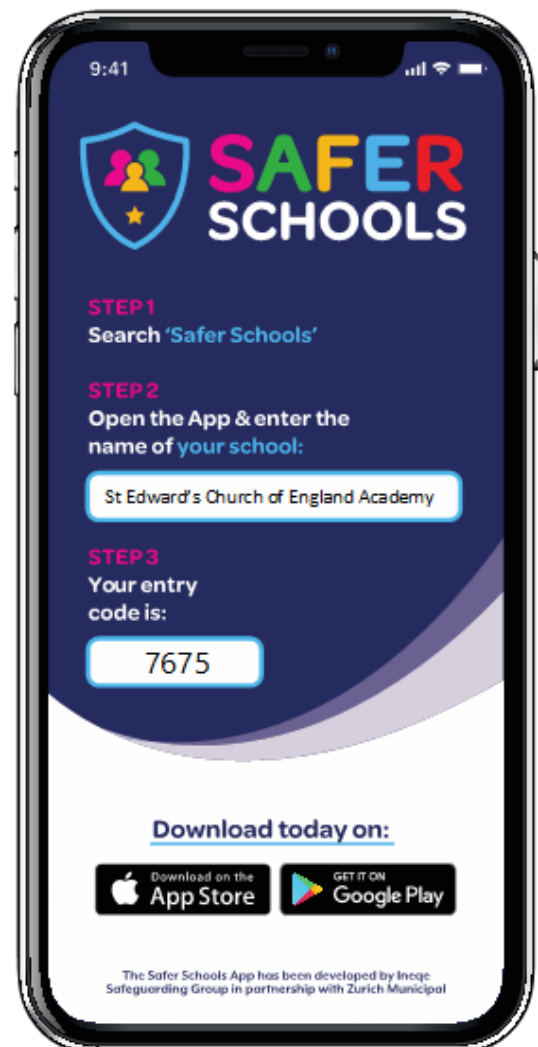 9:41
SAFER
SCHOOLS
STEP 1
Search 'Safer Schools'
STEP 2
Open the App & enter the
name of your school:
St Edward's Church of England Academy
STEP 3
Your entry
code is:
7675
Download today on:
Download on the
App Store
GET IT ON
Google Play
The Safer Schools App has been developed by Ineqe
Safeguarding Group in partnership with Zurich Municipal